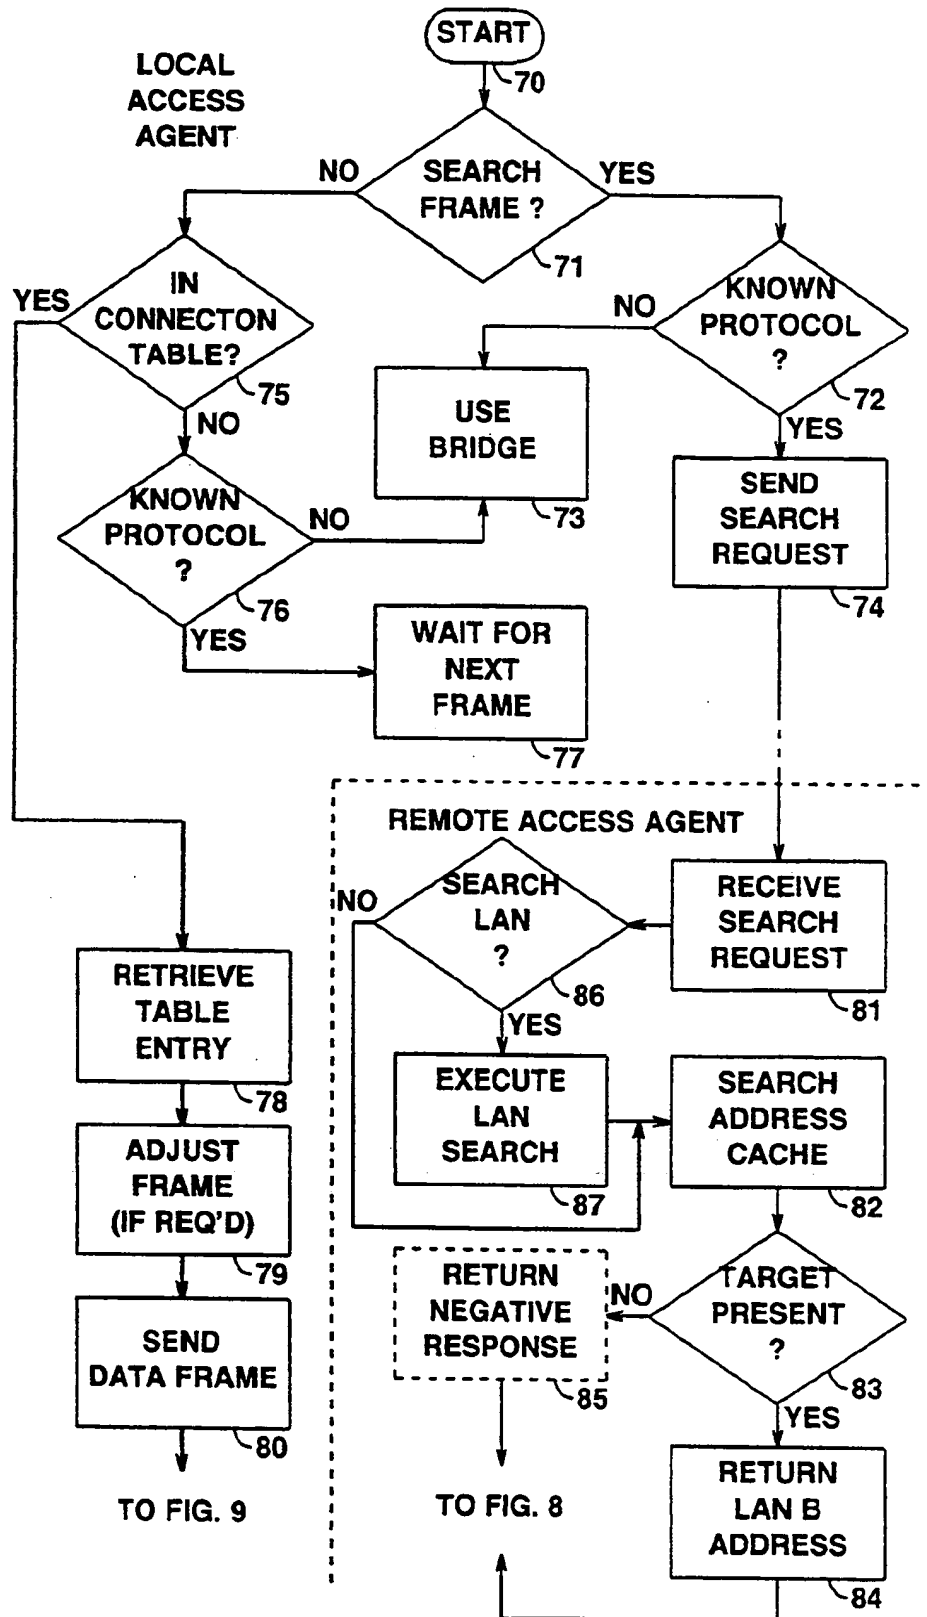 START
70
LOCAL
ACCESS
AGENT
NO
SEARCH
FRAME ?
YES
71
YES
IN
CONNECTON
TABLE?
75
NO
NO
KNOWN
PROTOCOL
?
72
YES
USE
BRIDGE
73
KNOWN
PROTOCOL
?
NO
76
YES
SEND
SEARCH
REQUEST
74
WAIT FOR
NEXT
FRAME
77
REMOTE ACCESS AGENT
NO
SEARCH
LAN
?
86
YES
RECEIVE
SEARCH
REQUEST
81
RETRIEVE
TABLE
ENTRY
78
EXECUTE
LAN
SEARCH
87
SEARCH
ADDRESS
CACHE
82
ADJUST
FRAME
(IF REQ'D)
79
RETURN
NEGATIVE
RESPONSE
85
NO
TARGET
PRESENT
?
83
YES
SEND
DATA FRAME
80
TO FIG. 9
TO FIG. 8
RETURN
LAN B
ADDRESS
84